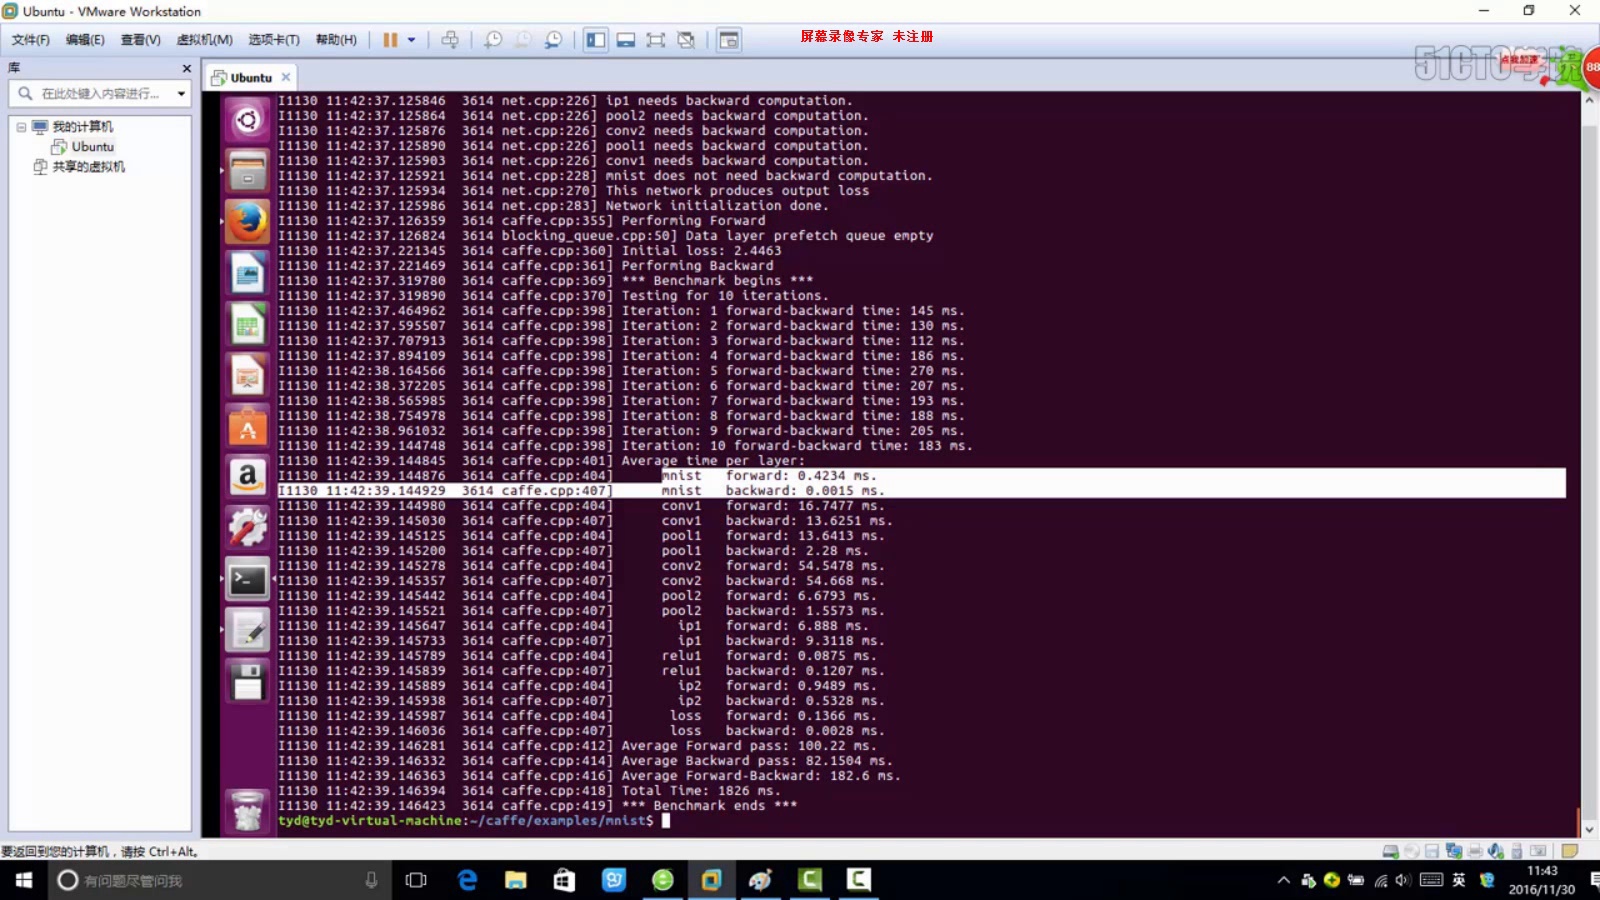 Ubuntu - VMware Workstation
文件(F) 编辑(E) 查看(V) 虚拟机(M) 选项卡(T) 帮助(H)
屏幕录像专家 未注册
51CTO学院
点我加速
88
库
Ubuntu
在此处键入内容进行...
我的计算机
Ubuntu
共享的虚拟机
I1130 11:42:37.125846 3614 net.cpp:226] ip1 needs backward computation.
I1130 11:42:37.125864 3614 net.cpp:226] pool2 needs backward computation.
I1130 11:42:37.125876 3614 net.cpp:226] conv2 needs backward computation.
I1130 11:42:37.125890 3614 net.cpp:226] pool1 needs backward computation.
I1130 11:42:37.125903 3614 net.cpp:226] conv1 needs backward computation.
I1130 11:42:37.125921 3614 net.cpp:228] mnist does not need backward computation.
I1130 11:42:37.125934 3614 net.cpp:270] This network produces output loss
I1130 11:42:37.125986 3614 net.cpp:283] Network initialization done.
I1130 11:42:37.126359 3614 caffe.cpp:355] Performing Forward
I1130 11:42:37.126824 3614 blocking_queue.cpp:50] Data layer prefetch queue empty
I1130 11:42:37.221345 3614 caffe.cpp:360] Initial loss: 2.4463
I1130 11:42:37.221469 3614 caffe.cpp:361] Performing Backward
I1130 11:42:37.319780 3614 caffe.cpp:369] *** Benchmark begins ***
I1130 11:42:37.319890 3614 caffe.cpp:370] Testing for 10 iterations.
I1130 11:42:37.464962 3614 caffe.cpp:398] Iteration: 1 forward-backward time: 145 ms.
I1130 11:42:37.595507 3614 caffe.cpp:398] Iteration: 2 forward-backward time: 130 ms.
I1130 11:42:37.707913 3614 caffe.cpp:398] Iteration: 3 forward-backward time: 112 ms.
I1130 11:42:37.894109 3614 caffe.cpp:398] Iteration: 4 forward-backward time: 186 ms.
I1130 11:42:38.164566 3614 caffe.cpp:398] Iteration: 5 forward-backward time: 270 ms.
I1130 11:42:38.372205 3614 caffe.cpp:398] Iteration: 6 forward-backward time: 207 ms.
I1130 11:42:38.565985 3614 caffe.cpp:398] Iteration: 7 forward-backward time: 193 ms.
I1130 11:42:38.754978 3614 caffe.cpp:398] Iteration: 8 forward-backward time: 188 ms.
I1130 11:42:38.961032 3614 caffe.cpp:398] Iteration: 9 forward-backward time: 205 ms.
I1130 11:42:39.144748 3614 caffe.cpp:398] Iteration: 10 forward-backward time: 183 ms.
I1130 11:42:39.144845 3614 caffe.cpp:401] Average time per layer:
I1130 11:42:39.144876 3614 caffe.cpp:404] mnist forward: 0.4234 ms.
I1130 11:42:39.144929 3614 caffe.cpp:407] mnist backward: 0.0015 ms.
I1130 11:42:39.144980 3614 caffe.cpp:404] conv1 forward: 16.7477 ms.
I1130 11:42:39.145030 3614 caffe.cpp:407] conv1 backward: 13.6251 ms.
I1130 11:42:39.145125 3614 caffe.cpp:404] pool1 forward: 13.6413 ms.
I1130 11:42:39.145200 3614 caffe.cpp:407] pool1 backward: 2.28 ms.
I1130 11:42:39.145278 3614 caffe.cpp:404] conv2 forward: 54.5478 ms.
I1130 11:42:39.145357 3614 caffe.cpp:407] conv2 backward: 54.668 ms.
I1130 11:42:39.145442 3614 caffe.cpp:404] pool2 forward: 6.6793 ms.
I1130 11:42:39.145521 3614 caffe.cpp:407] pool2 backward: 1.5573 ms.
I1130 11:42:39.145647 3614 caffe.cpp:404] ip1 forward: 6.888 ms.
I1130 11:42:39.145733 3614 caffe.cpp:407] ip1 backward: 9.3118 ms.
I1130 11:42:39.145789 3614 caffe.cpp:404] relu1 forward: 0.0875 ms.
I1130 11:42:39.145839 3614 caffe.cpp:407] relu1 backward: 0.1207 ms.
I1130 11:42:39.145889 3614 caffe.cpp:404] ip2 forward: 0.9489 ms.
I1130 11:42:39.145938 3614 caffe.cpp:407] ip2 backward: 0.5328 ms.
I1130 11:42:39.145987 3614 caffe.cpp:404] loss forward: 0.1366 ms.
I1130 11:42:39.146036 3614 caffe.cpp:407] loss backward: 0.0028 ms.
I1130 11:42:39.146281 3614 caffe.cpp:412] Average Forward pass: 100.22 ms.
I1130 11:42:39.146332 3614 caffe.cpp:414] Average Backward pass: 82.1504 ms.
I1130 11:42:39.146363 3614 caffe.cpp:416] Average Forward-Backward: 182.6 ms.
I1130 11:42:39.146394 3614 caffe.cpp:418] Total Time: 1826 ms.
I1130 11:42:39.146423 3614 caffe.cpp:419] *** Benchmark ends ***
tyd@tyd-virtual-machine:~/caffe/examples/mnist$
要返回到您的计算机，请按 Ctrl+Alt。
有问题尽管问我
英
11:43
2016/11/30